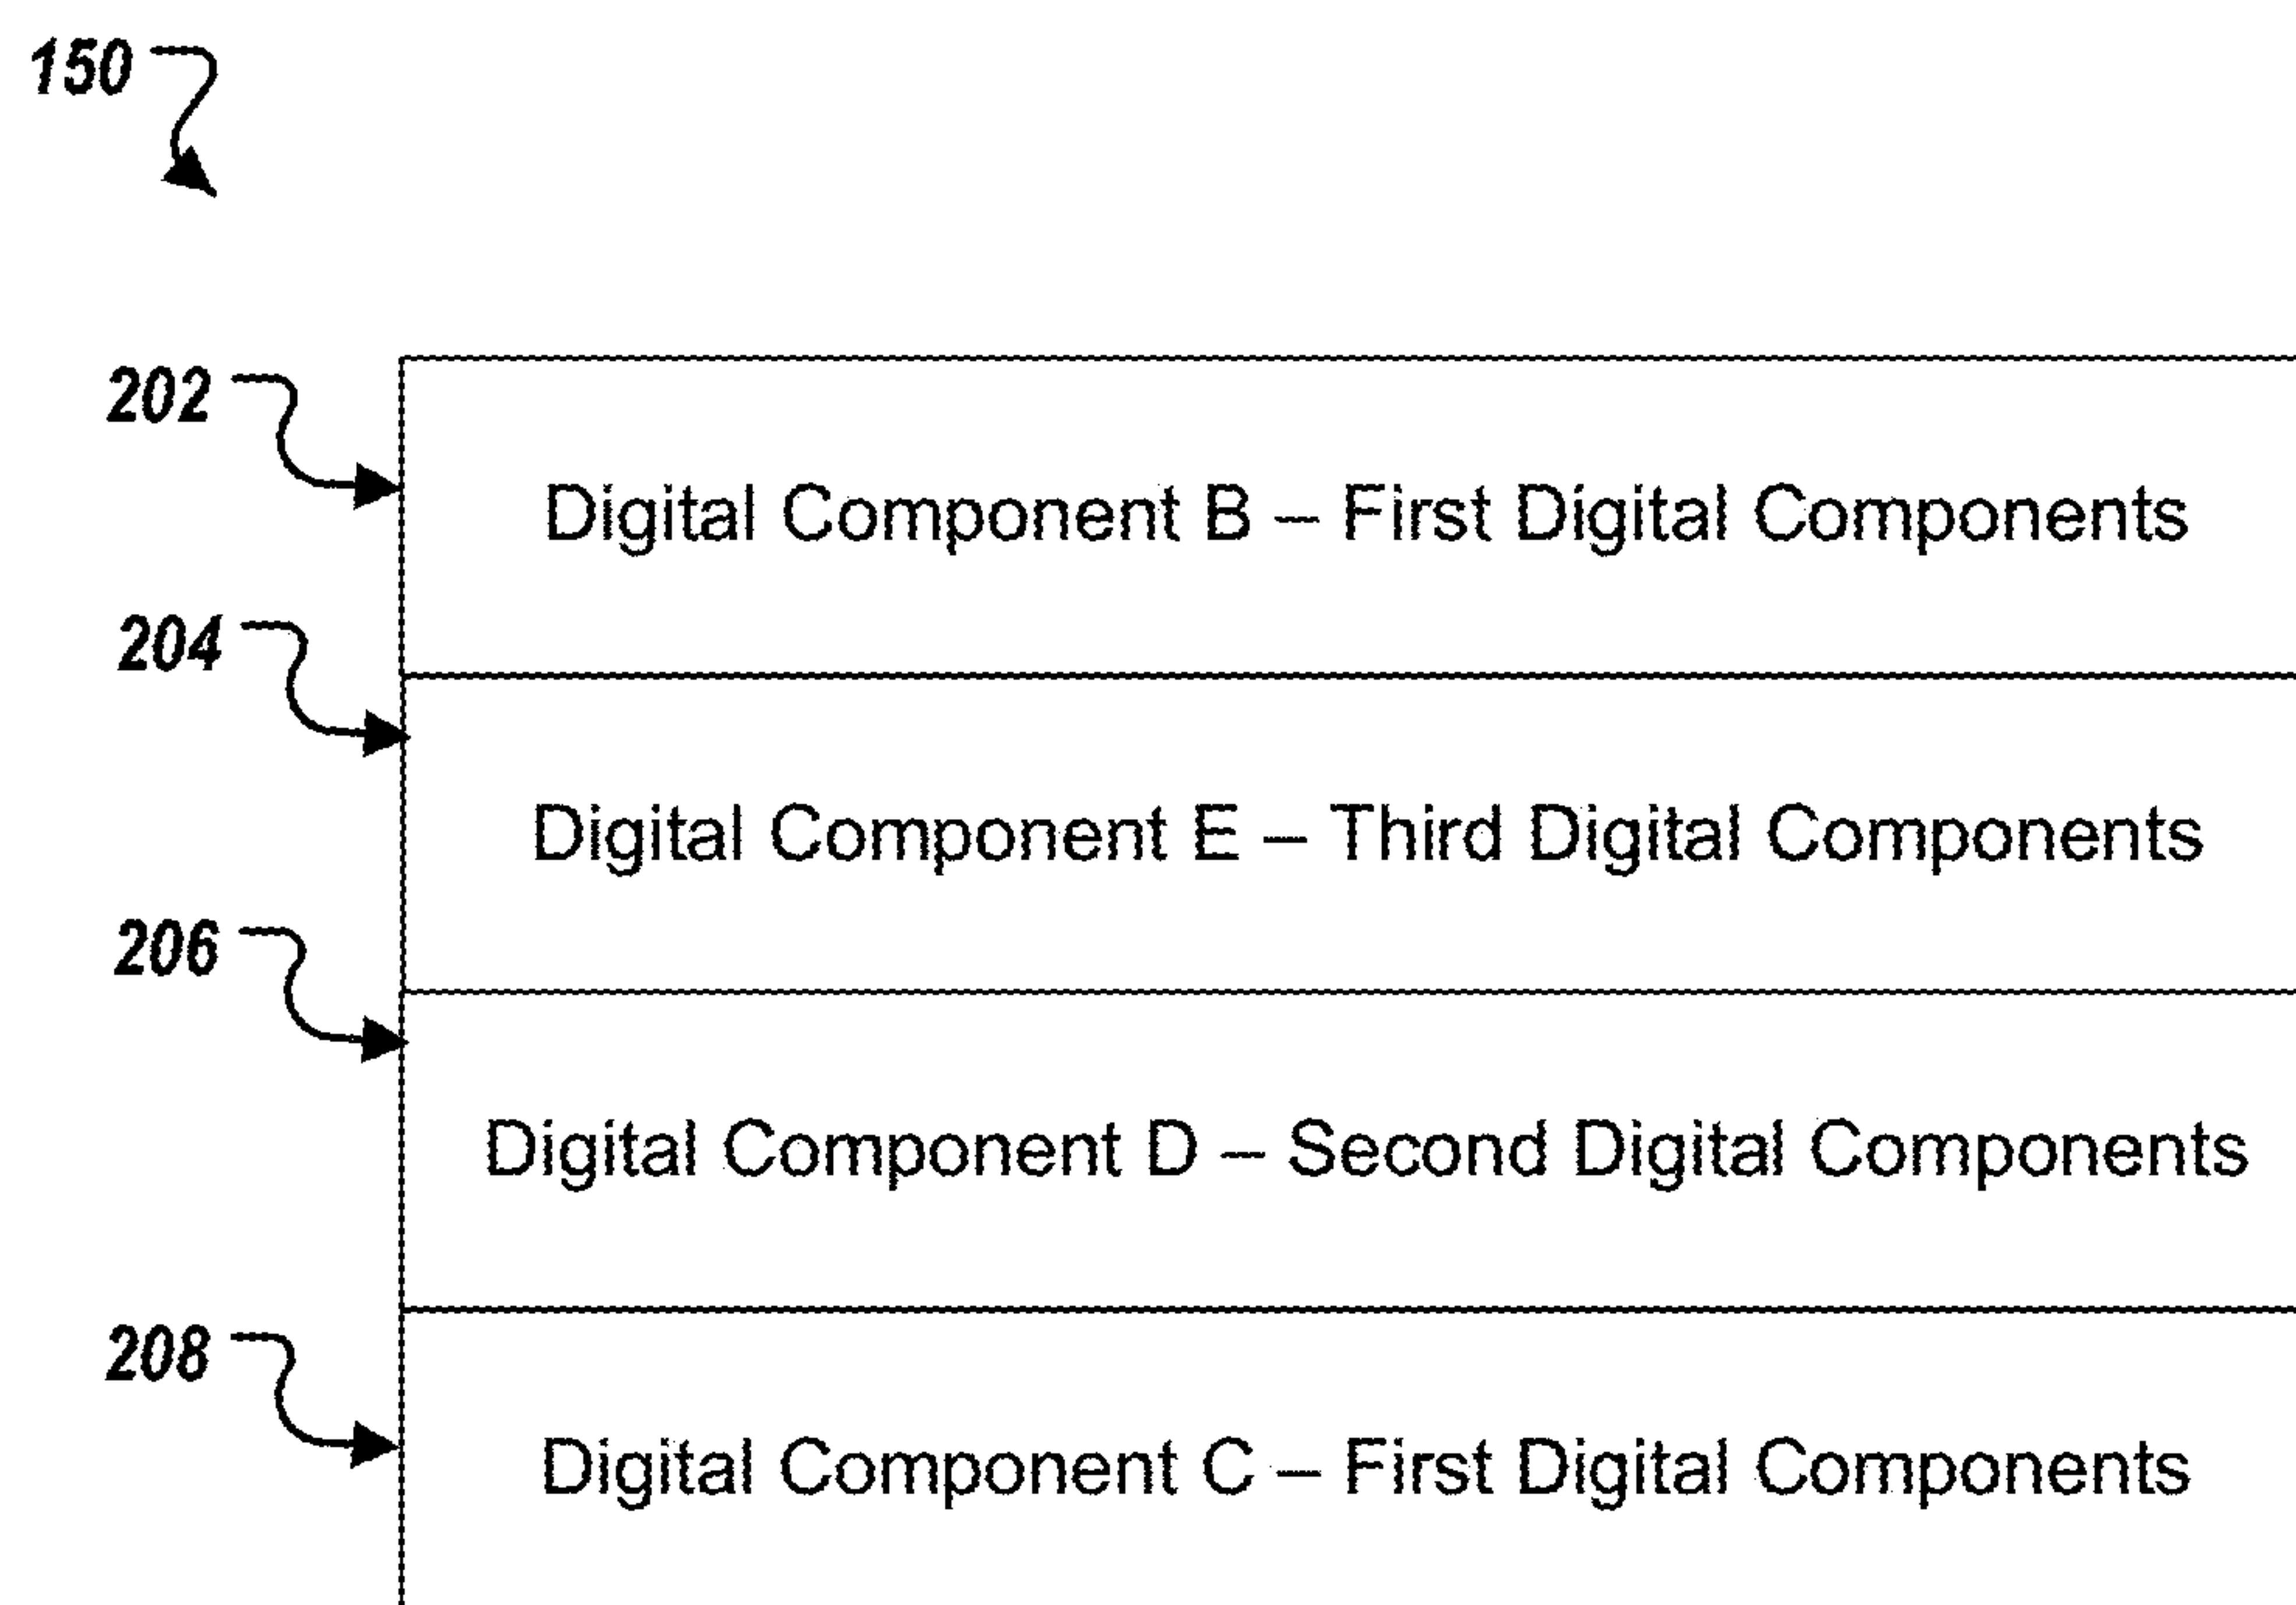 150
202
Digital Component B – First Digital Components
204
Digital Component E – Third Digital Components
206
Digital Component D – Second Digital Components
208
Digital Component C – First Digital Components